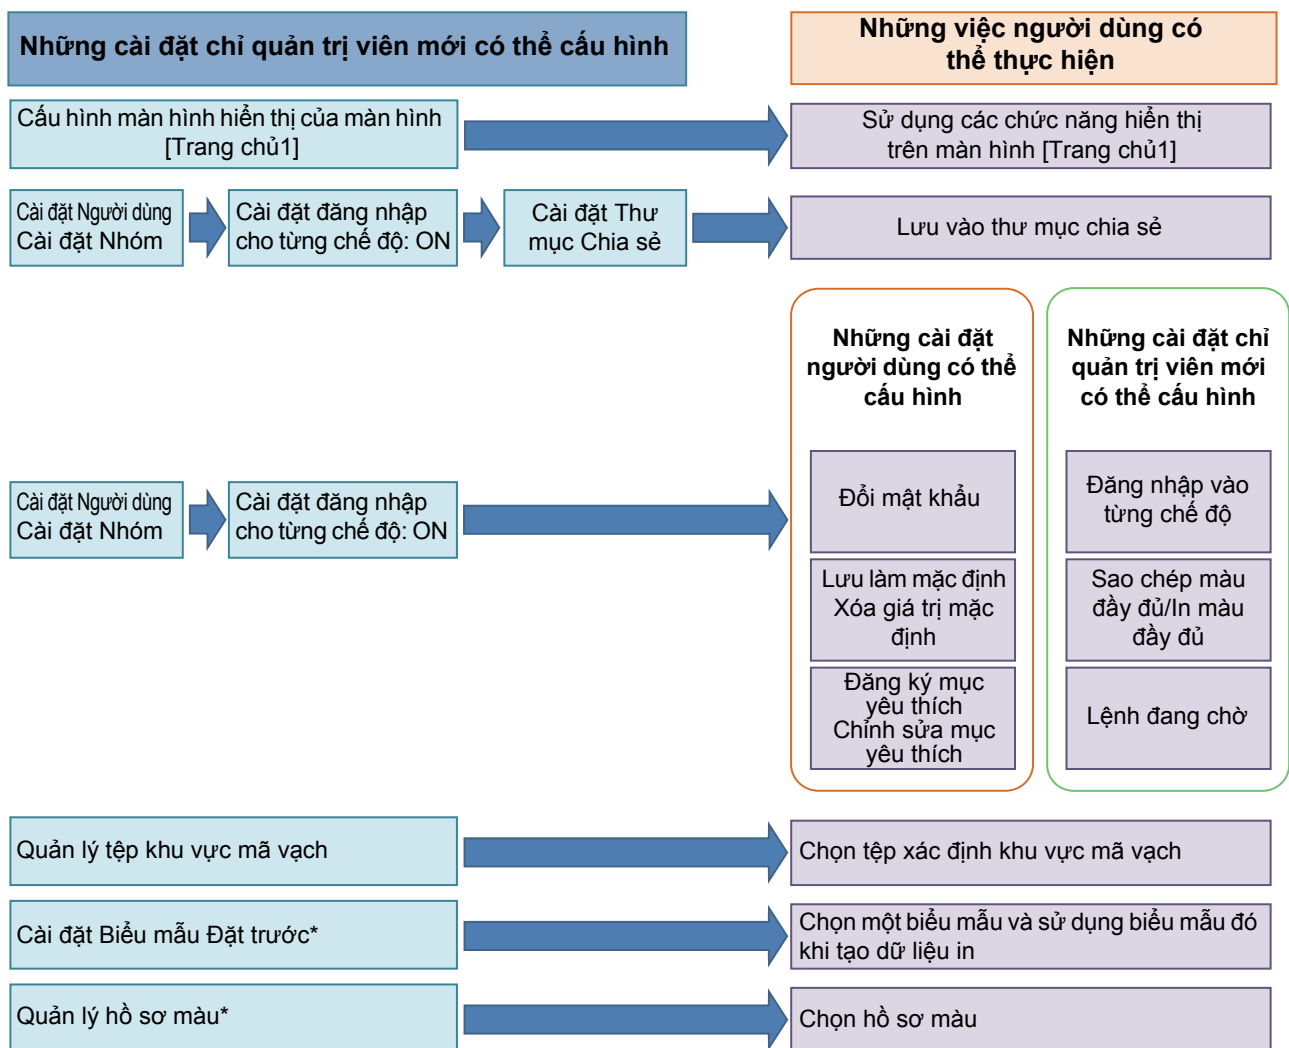 Những cài đặt chỉ quản trị viên mới có thể cấu hình
Những việc người dùng có
thể thực hiện
Cấu hình màn hình hiển thị của màn hình
[Trang chủ1]
Sử dụng các chức năng hiển thị
trên màn hình [Trang chủ1]
Cài đặt Người dùng
Cài đặt Nhóm
Cài đặt đăng nhập
cho từng chế độ: ON
Cài đặt Thư
mục Chia sẻ
Lưu vào thư mục chia sẻ
Những cài đặt
người dùng có thể
cấu hình
Những cài đặt chỉ
quản trị viên mới
có thể cấu hình
Cài đặt Người dùng
Cài đặt Nhóm
Cài đặt đăng nhập
cho từng chế độ: ON
Đổi mật khẩu
Đăng nhập vào
từng chế độ
Lưu làm mặc định
Xóa giá trị mặc
định
Sao chép màu
đầy đủ/In màu
đầy đủ
Đăng ký mục
yêu thích
Chỉnh sửa mục
yêu thích
Lệnh đang chờ
Quản lý tệp khu vực mã vạch
Chọn tệp xác định khu vực mã vạch
Cài đặt Biểu mẫu Đặt trước*
Chọn một biểu mẫu và sử dụng biểu mẫu đó
khi tạo dữ liệu in
Quản lý hồ sơ màu*
Chọn hồ sơ màu